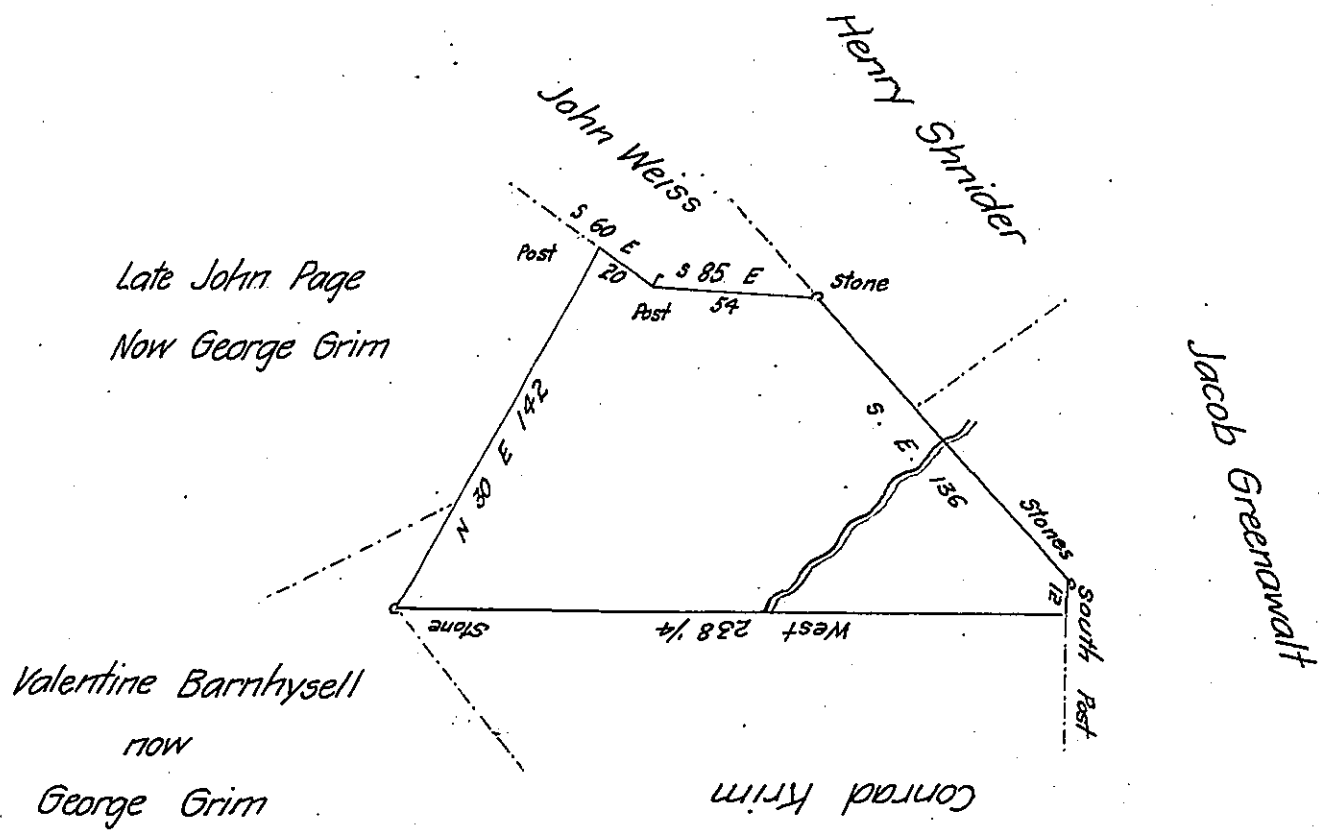 Henry Shnider
John Weiss
S 60 E
Post
20
S 85 E
54
Post
Stone
Late John Page
Now George Grim
N 30 E 142
S. E. 136
Stones
12
South Post
Jacob Greenawalt
Stone
West 238 1/4
Valentine Barnhysell
now
George Grim
Conrad Krim